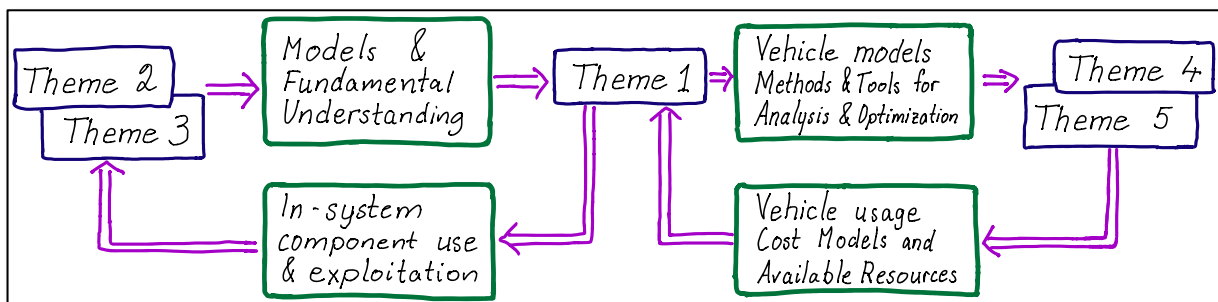 Theme 2
Theme 3
Models &
Fundamental
Understanding
Theme 1
Vehicle models
Methods & Tools for
Analysis & Optimization
Theme 4
Theme 5
In-system
component use
& exploitation
Vehicle usage
Cost Models and
Available Resources